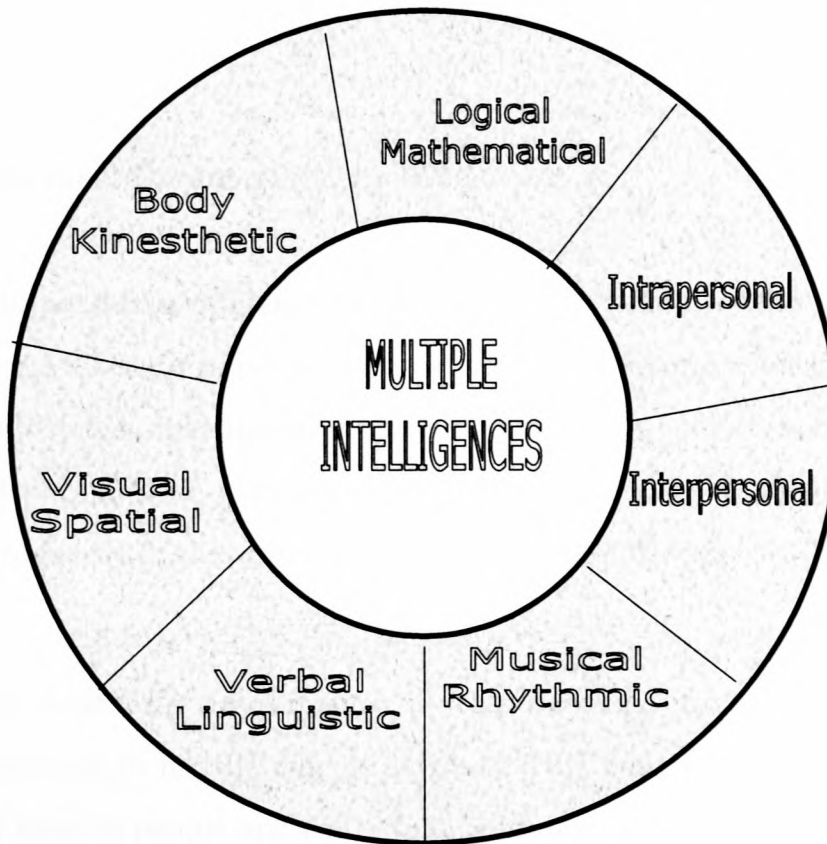 Logical
Mathematical
Body
Kinesthetic
Intrapersonal
MULTIPLE
INTELLIGENCES
Interpersonal
Visual
Spatial
Musical
Rhythmic
Verbal
Linguistic